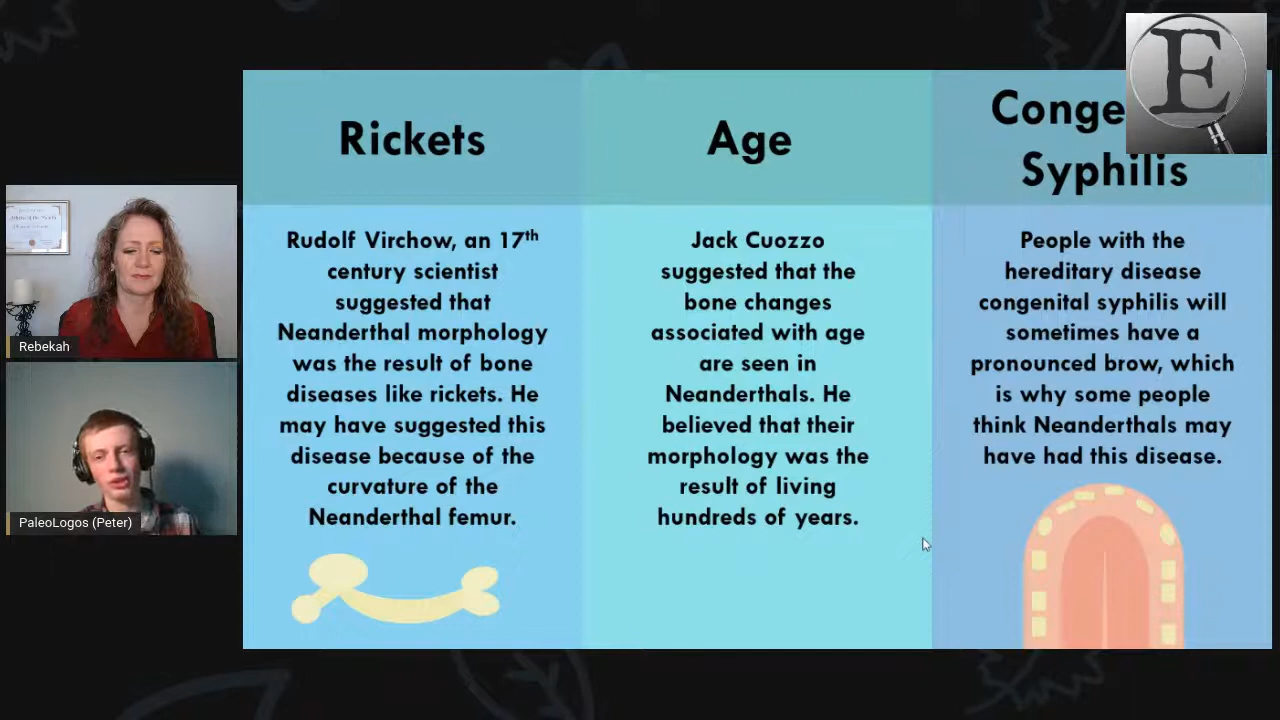 Rickets
Rudolf Virchow, an 17th
century scientist
suggested that
Neanderthal morphology
was the result of bone
diseases like rickets. He
may have suggested this
disease because of the
curvature of the
Neanderthal femur.
Age
Jack Cuozzo
suggested that the
bone changes
associated with age
are seen in
Neanderthals. He
believed that their
morphology was the
result of living
hundreds of years.
Conge
Syphilis
People with the
hereditary disease
congenital syphilis will
sometimes have a
pronounced brow, which
is why some people
think Neanderthals may
have had this disease.
E
Rebekah
PaleoLogos (Peter)